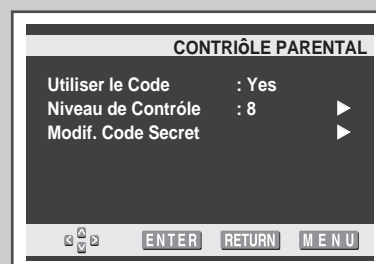 CONTRIôLE PARENTAL
Utiliser le Code : Yes
Niveau de Contróle : 8
Modif. Code Secret
ENTER RETURN MENU